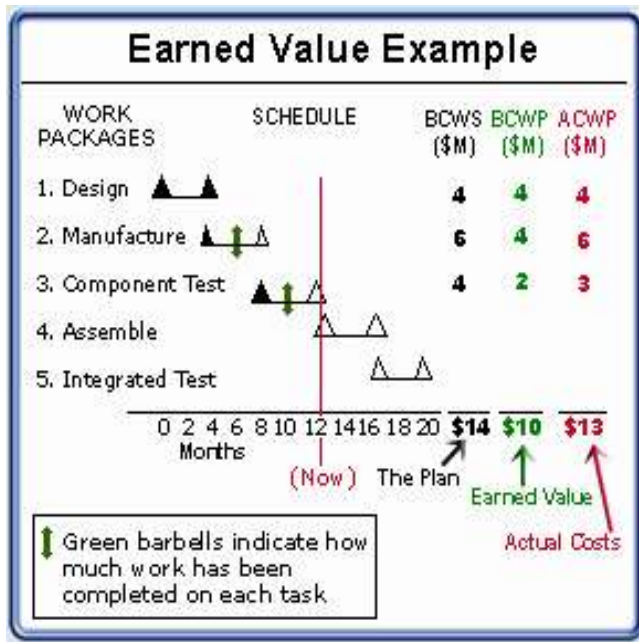 Earned Value Example
WORK PACKAGES
SCHEDULE
BCWS ($M)
BCWP ($M)
ACWP ($M)
1. Design 4 4 4
2. Manufacture 6 4 6
3. Component Test 4 2 3
4. Assemble
5. Integrated Test
0 2 4 6 8 10 12 14 16 18 20 $14 $10 $13
Months
(Now)
The Plan
Earned Value
Actual Costs
Green barbells indicate how
much work has been
completed on each task